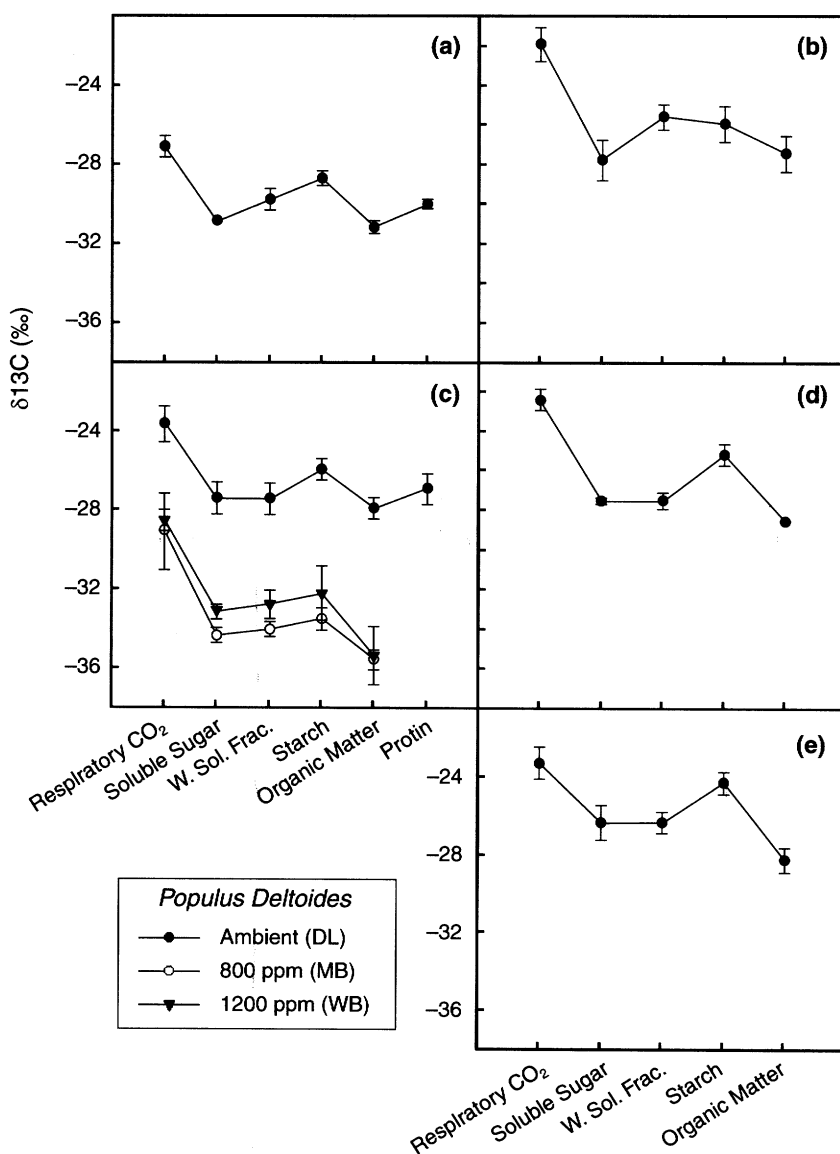 (a)
(b)
−24
−28
−32
−36
δ13C (‰)
(c)
(d)
−24
−28
−32
−36
Respiratory CO₂
Soluble Sugar
W. Sol. Frac.
Starch
Organic Matter
Protin
(e)
−24
−28
−32
−36
Respiratory CO₂
Soluble Sugar
W. Sol. Frac.
Starch
Organic Matter
Populus Deltoides
Ambient (DL)
800 ppm (MB)
1200 ppm (WB)